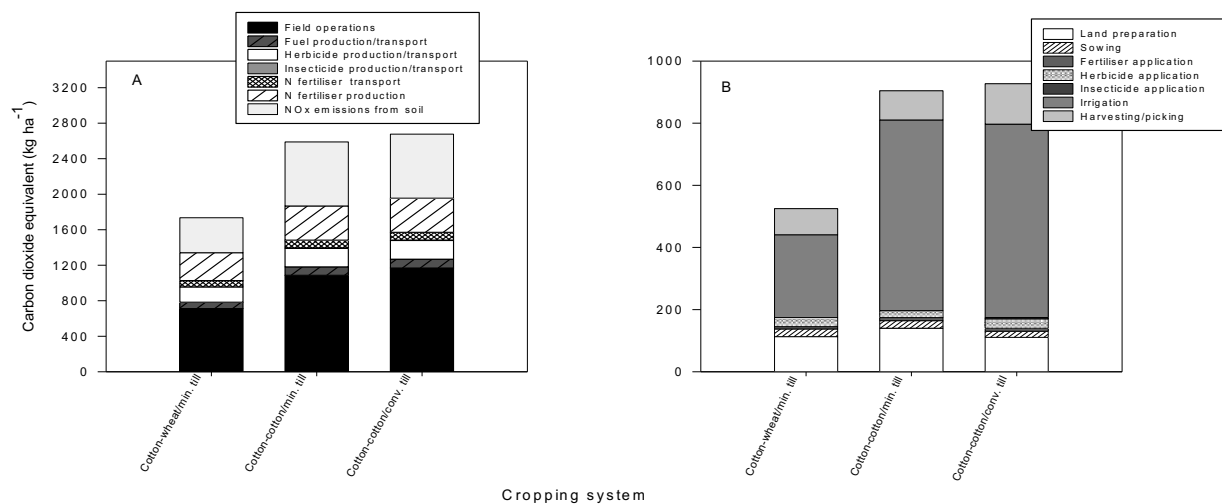 Field operations
Fuel production/transport
Herbicide production/transport
Insecticide production/transport
N fertiliser transport
N fertiliser production
NOx emissions from soil
A
Carbon dioxide equivalent (kg ha⁻¹)
3200
2800
2400
2000
1600
1200
800
400
0
Cotton-wheat/min. till
Cotton-cotton/min. till
Cotton-cotton/conv. till
Land preparation
Sowing
Fertiliser application
Herbicide application
Insecticide application
Irrigation
Harvesting/picking
B
1000
800
600
400
200
0
Cotton-wheat/min. till
Cotton-cotton/min. till
Cotton-cotton/conv. till
Cropping system